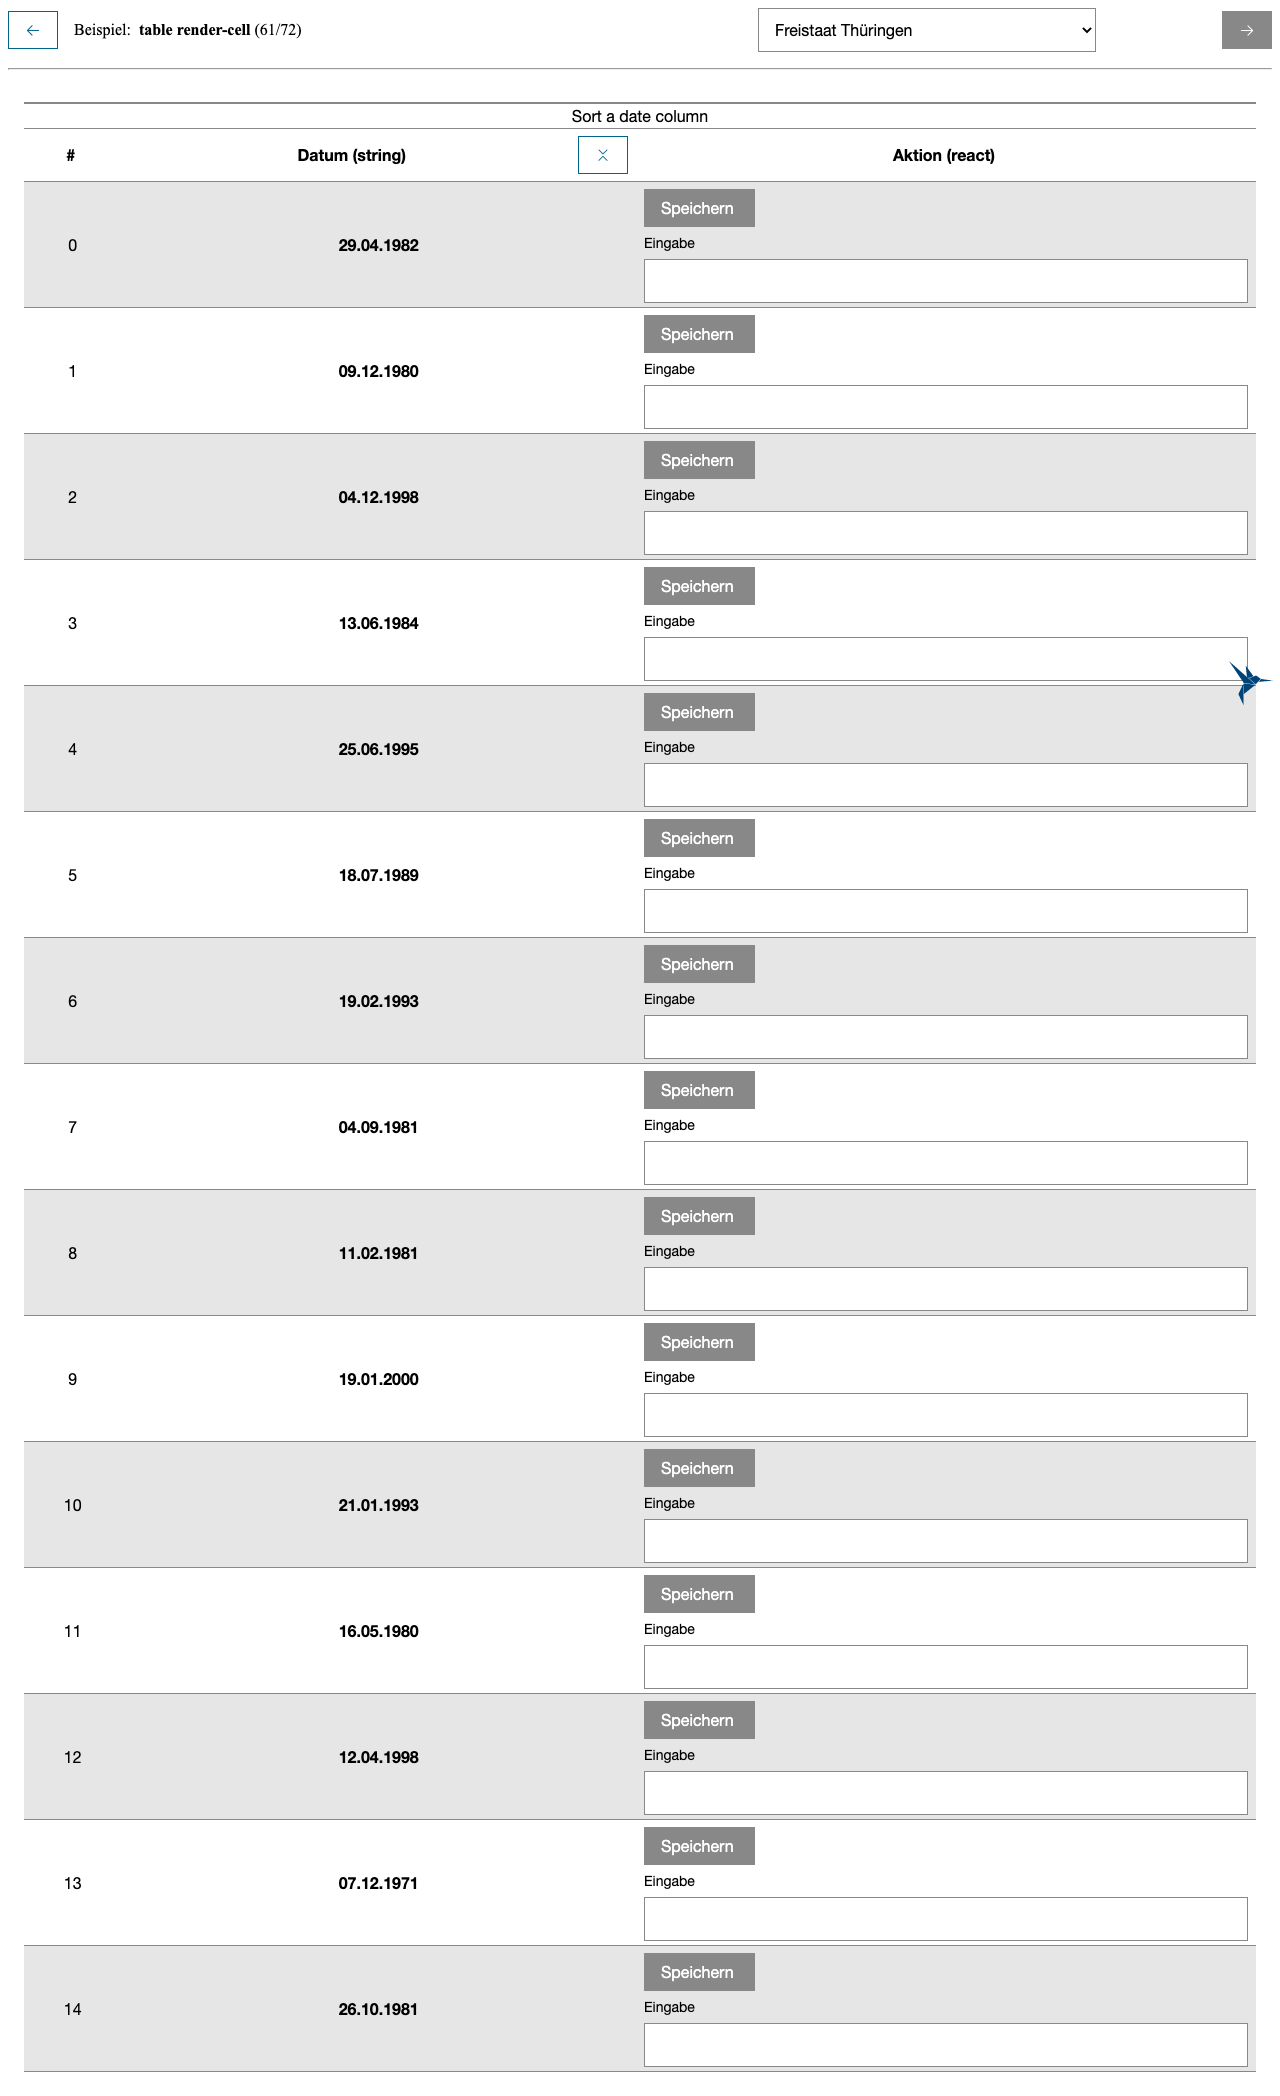 Beispiel: table render-cell (61/72)
Freistaat Thüringen
Sort a date column
# Datum (string) Aktion (react)
Speichern
0 29.04.1982 Eingabe
Speichern
1 09.12.1980 Eingabe
Speichern
2 04.12.1998 Eingabe
Speichern
3 13.06.1984 Eingabe
Speichern
4 25.06.1995 Eingabe
Speichern
5 18.07.1989 Eingabe
Speichern
6 19.02.1993 Eingabe
Speichern
7 04.09.1981 Eingabe
Speichern
8 11.02.1981 Eingabe
Speichern
9 19.01.2000 Eingabe
Speichern
10 21.01.1993 Eingabe
Speichern
11 16.05.1980 Eingabe
Speichern
12 12.04.1998 Eingabe
Speichern
13 07.12.1971 Eingabe
Speichern
14 26.10.1981 Eingabe